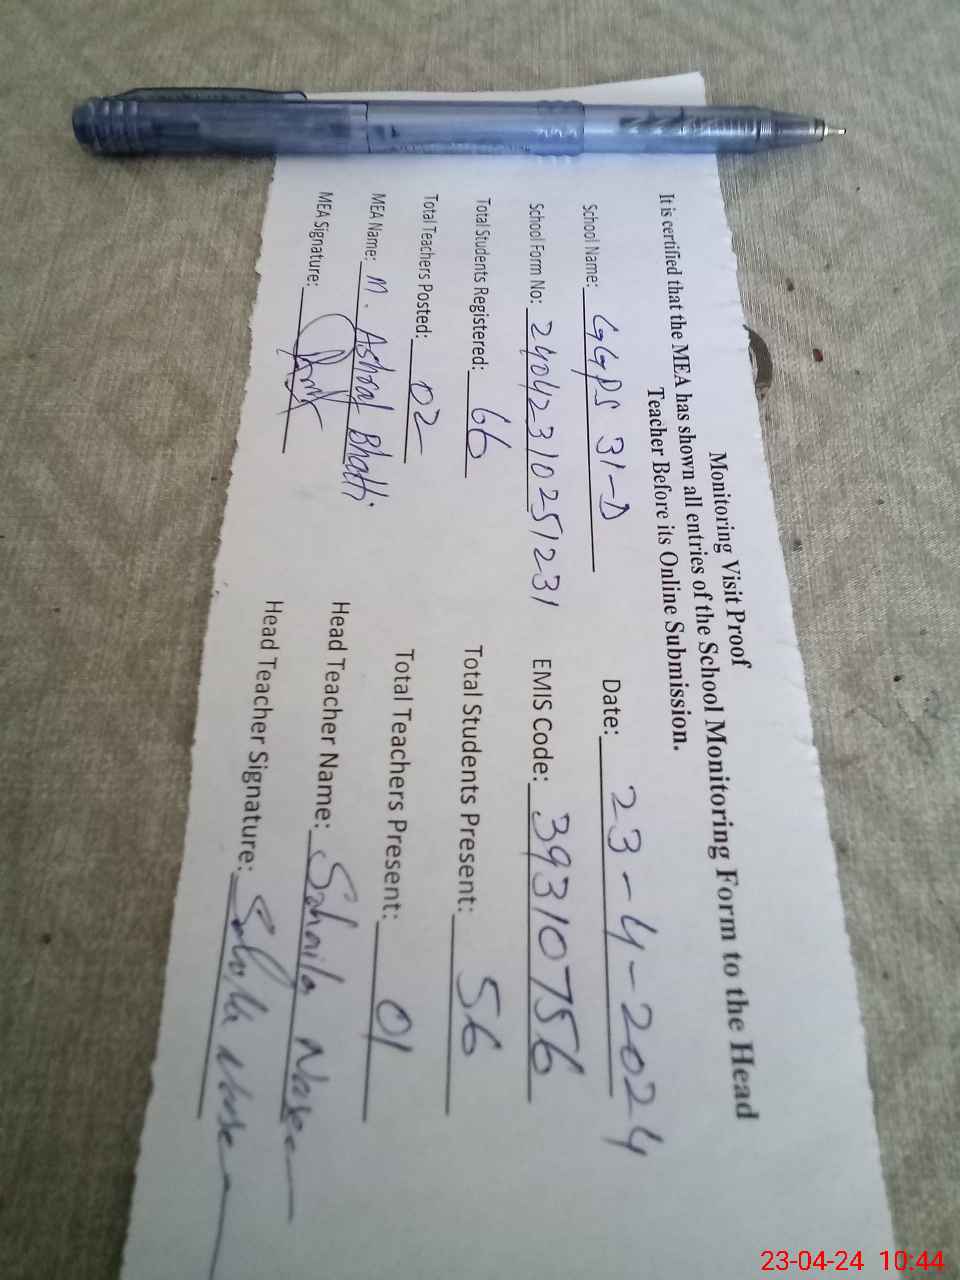 Monitoring Visit Proof
It is certified that the MEA has shown all entries of the School Monitoring Form to the Head
Teacher Before its Online Submission.
School Name: GGPS 31-D Date: 23-4-2024
School Form No: 24042310251231 EMIS Code: 39310756
Total Students Registered: 66 Total Students Present: 56
Total Teachers Posted: 02 Total Teachers Present: 01
MEA Name: M. Ashraf Bhatti Head Teacher Name: Sohaila
MEA Signature: Head Teacher Signature:
23-04-24 10:44